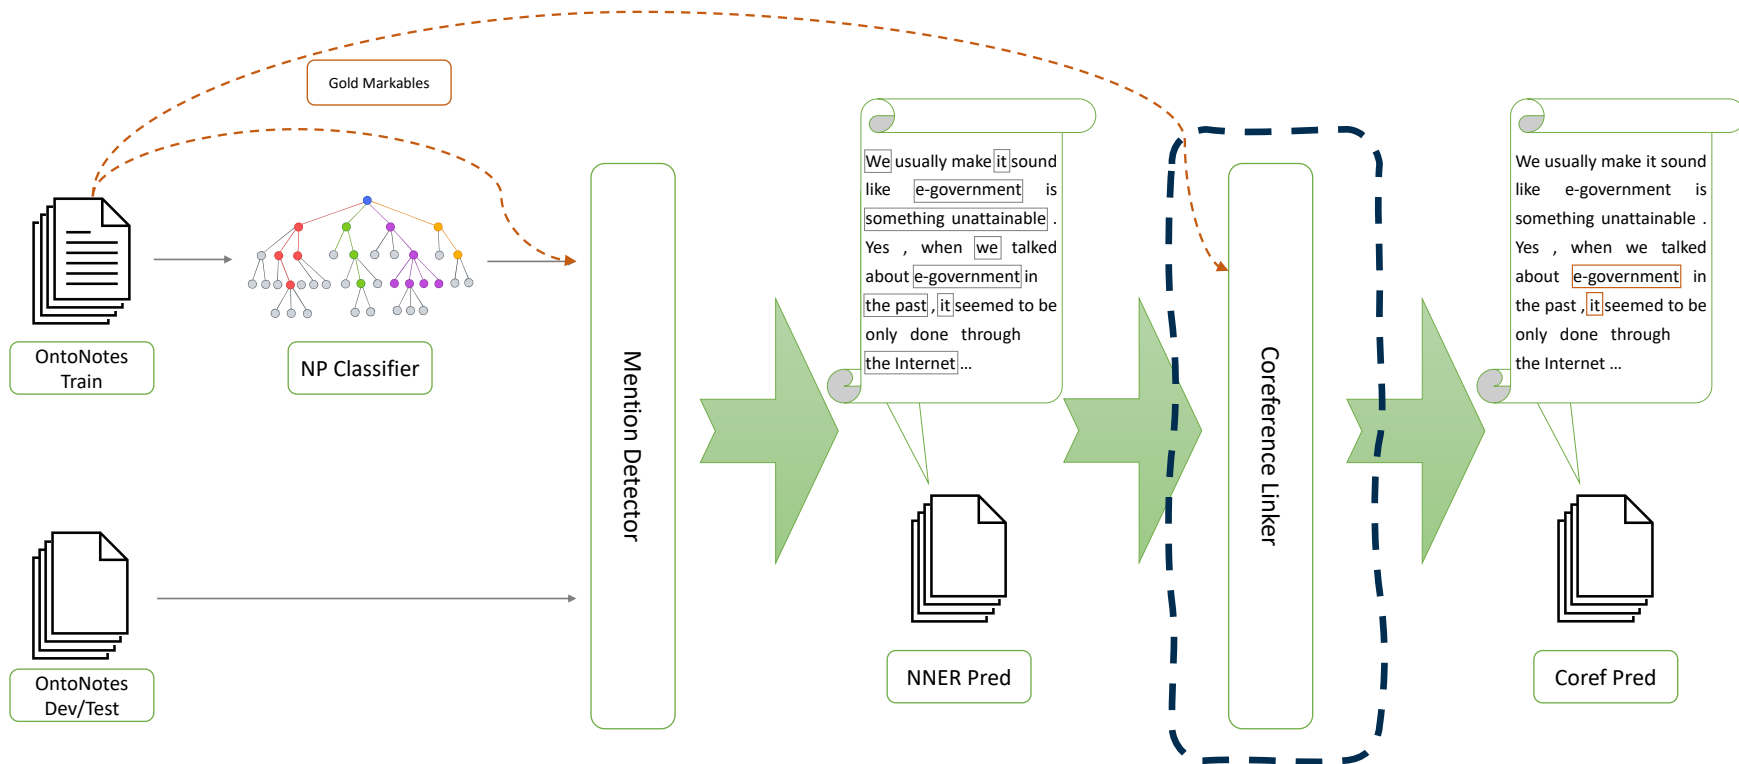 Gold Markables
OntoNotes
Train
NP Classifier
OntoNotes
Dev/Test
Mention Detector
We usually make it sound
like e-government is
something unattainable .
Yes , when we talked
about e-government in
the past , it seemed to be
only done through
the Internet ...
NNER Pred
Coreference Linker
We usually make it sound
like e-government is
something unattainable .
Yes , when we talked
about e-government in
the past , it seemed to be
only done through
the Internet ...
Coref Pred